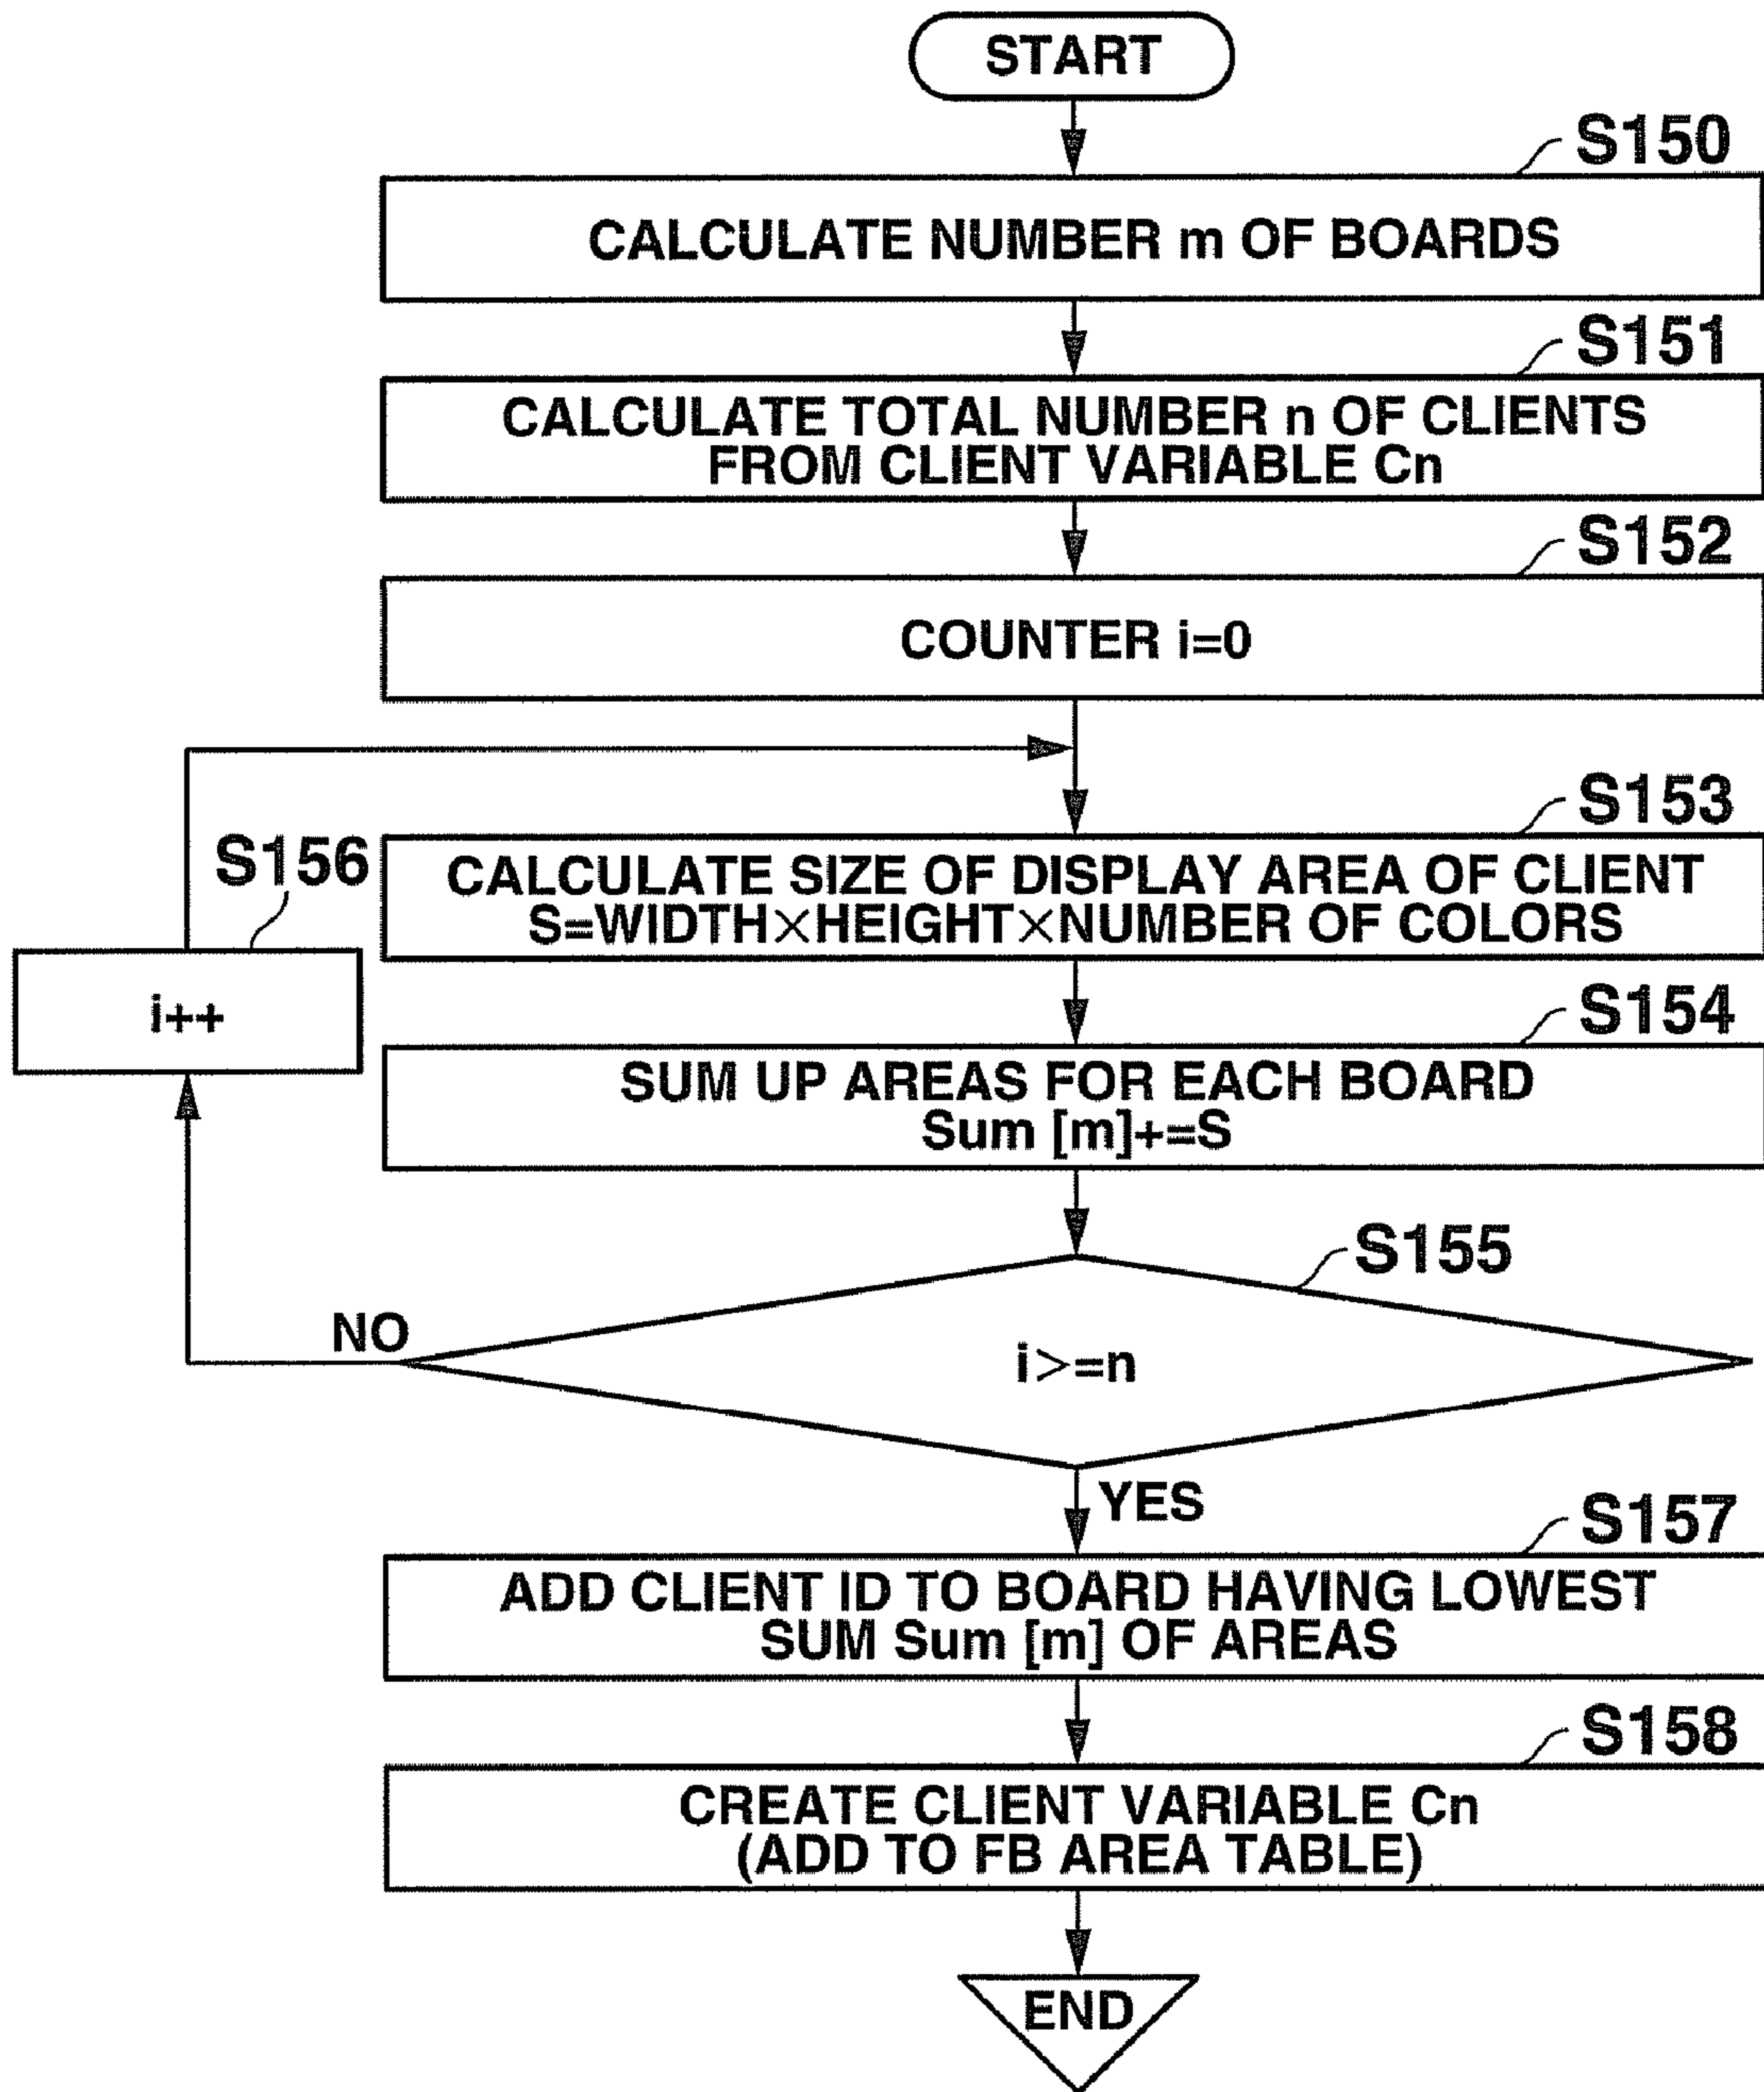 START
S150
CALCULATE NUMBER m OF BOARDS
S151
CALCULATE TOTAL NUMBER n OF CLIENTS
FROM CLIENT VARIABLE Cn
S152
COUNTER i=0
S153
CALCULATE SIZE OF DISPLAY AREA OF CLIENT
S=WIDTH×HEIGHT×NUMBER OF COLORS
S156
i++
S154
SUM UP AREAS FOR EACH BOARD
Sum [m]+=S
S155
NO
i>=n
YES
S157
ADD CLIENT ID TO BOARD HAVING LOWEST
SUM Sum [m] OF AREAS
S158
CREATE CLIENT VARIABLE Cn
(ADD TO FB AREA TABLE)
END